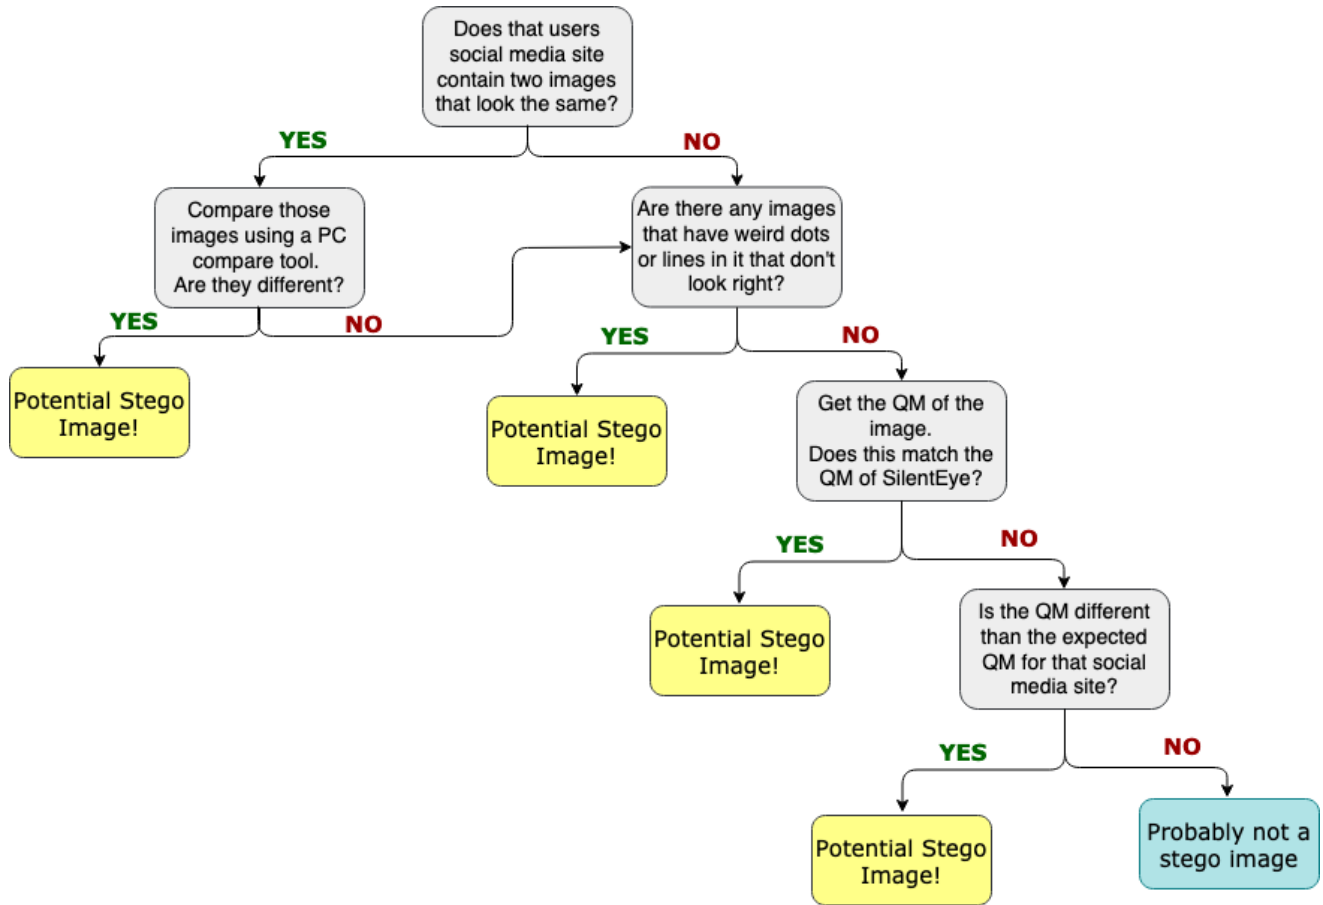 Does that users
social media site
contain two images
that look the same?
YES
NO
Compare those
images using a PC
compare tool.
Are they different?
Are there any images
that have weird dots
or lines in it that don't
look right?
YES
NO
YES
NO
Potential Stego
Image!
Potential Stego
Image!
Get the QM of the
image.
Does this match the
QM of SilentEye?
YES
NO
Potential Stego
Image!
Is the QM different
than the expected
QM for that social
media site?
YES
NO
Potential Stego
Image!
Probably not a
stego image